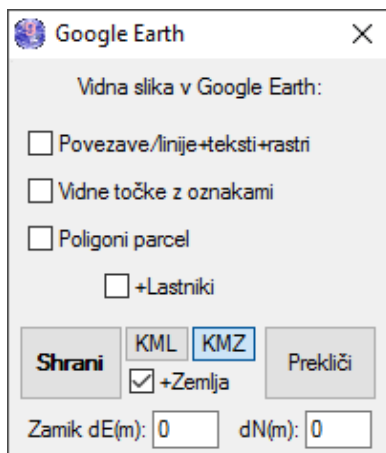 Google Earth
Vidna slika v Google Earth:
Povezave/linije+teksti+rastri
Vidne točke z oznakami
Poligoni parcel
+Lastniki
Shrani KML KMZ Prekliči
+Zemlja
Zamik dE(m): 0 dN(m): 0